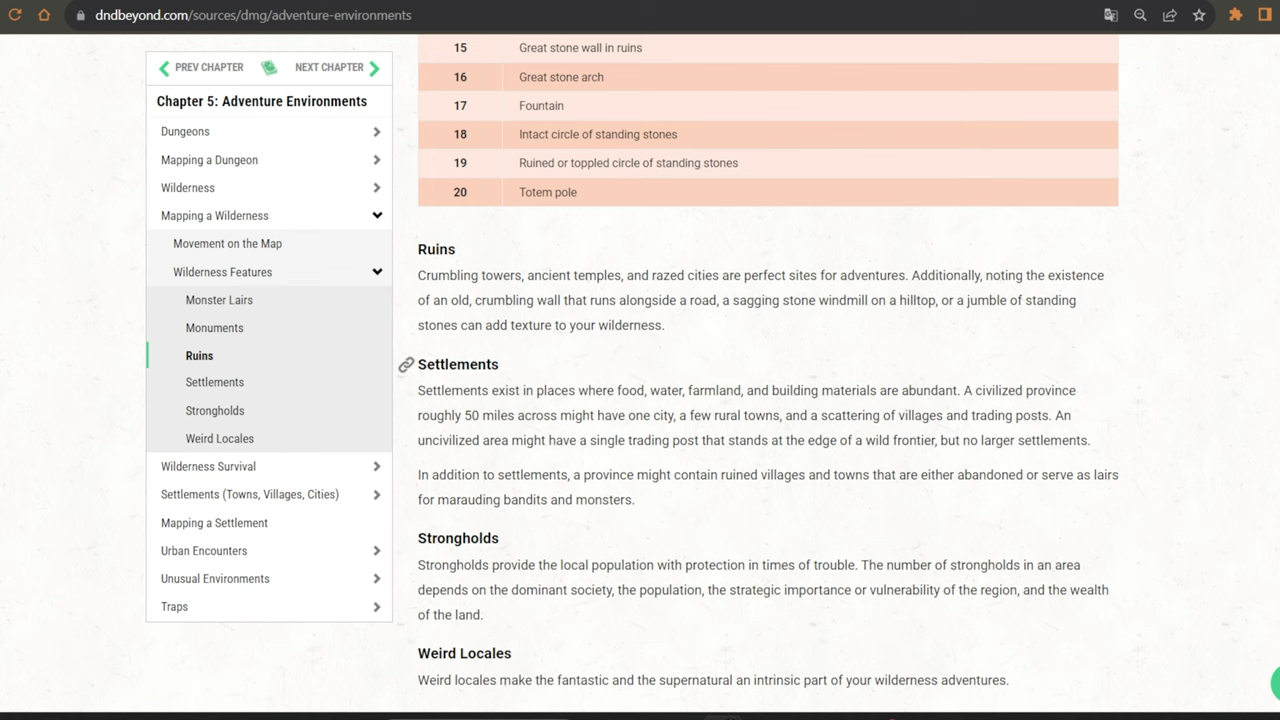 dndbeyond.com/sources/dmg/adventure-environments
PREV CHAPTER
NEXT CHAPTER
Chapter 5: Adventure Environments
Dungeons
Mapping a Dungeon
Wilderness
Mapping a Wilderness
Movement on the Map
Wilderness Features
Monster Lairs
Monuments
Ruins
Settlements
Strongholds
Weird Locales
Wilderness Survival
Settlements (Towns, Villages, Cities)
Mapping a Settlement
Urban Encounters
Unusual Environments
Traps
15 Great stone wall in ruins
16 Great stone arch
17 Fountain
18 Intact circle of standing stones
19 Ruined or toppled circle of standing stones
20 Totem pole
Ruins
Crumbling towers, ancient temples, and razed cities are perfect sites for adventures. Additionally, noting the existence
of an old, crumbling wall that runs alongside a road, a sagging stone windmill on a hilltop, or a jumble of standing
stones can add texture to your wilderness.
Settlements
Settlements exist in places where food, water, farmland, and building materials are abundant. A civilized province
roughly 50 miles across might have one city, a few rural towns, and a scattering of villages and trading posts. An
uncivilized area might have a single trading post that stands at the edge of a wild frontier, but no larger settlements.
In addition to settlements, a province might contain ruined villages and towns that are either abandoned or serve as lairs
for marauding bandits and monsters.
Strongholds
Strongholds provide the local population with protection in times of trouble. The number of strongholds in an area
depends on the dominant society, the population, the strategic importance or vulnerability of the region, and the wealth
of the land.
Weird Locales
Weird locales make the fantastic and the supernatural an intrinsic part of your wilderness adventures.